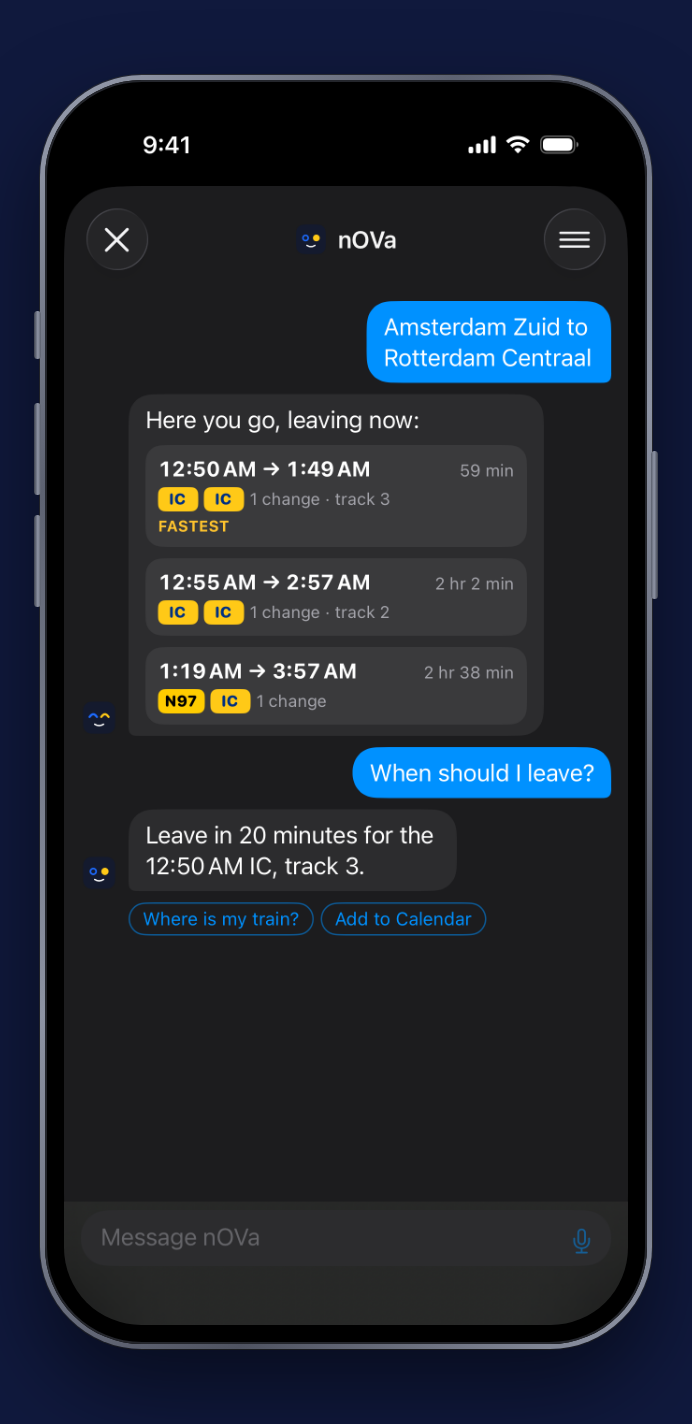 9:41
nOVa
Amsterdam Zuid to
Rotterdam Centraal
Here you go, leaving now:
12:50 AM → 1:49 AM 59 min
IC IC 1 change · track 3
FASTEST
12:55 AM → 2:57 AM 2 hr 2 min
IC IC 1 change · track 2
1:19 AM → 3:57 AM 2 hr 38 min
N97 IC 1 change
When should I leave?
Leave in 20 minutes for the
12:50 AM IC, track 3.
Where is my train? Add to Calendar
Message nOVa